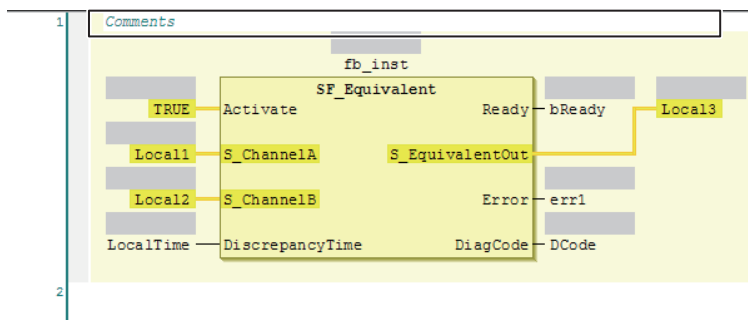 1 Comments
fb_inst
SF_Equivalent
TRUE Activate Ready bReady Local3
Local1 S_ChannelA S_EquivalentOut
Local2 S_ChannelB Error err1
LocalTime DiscrepancyTime DiagCode DCode
2